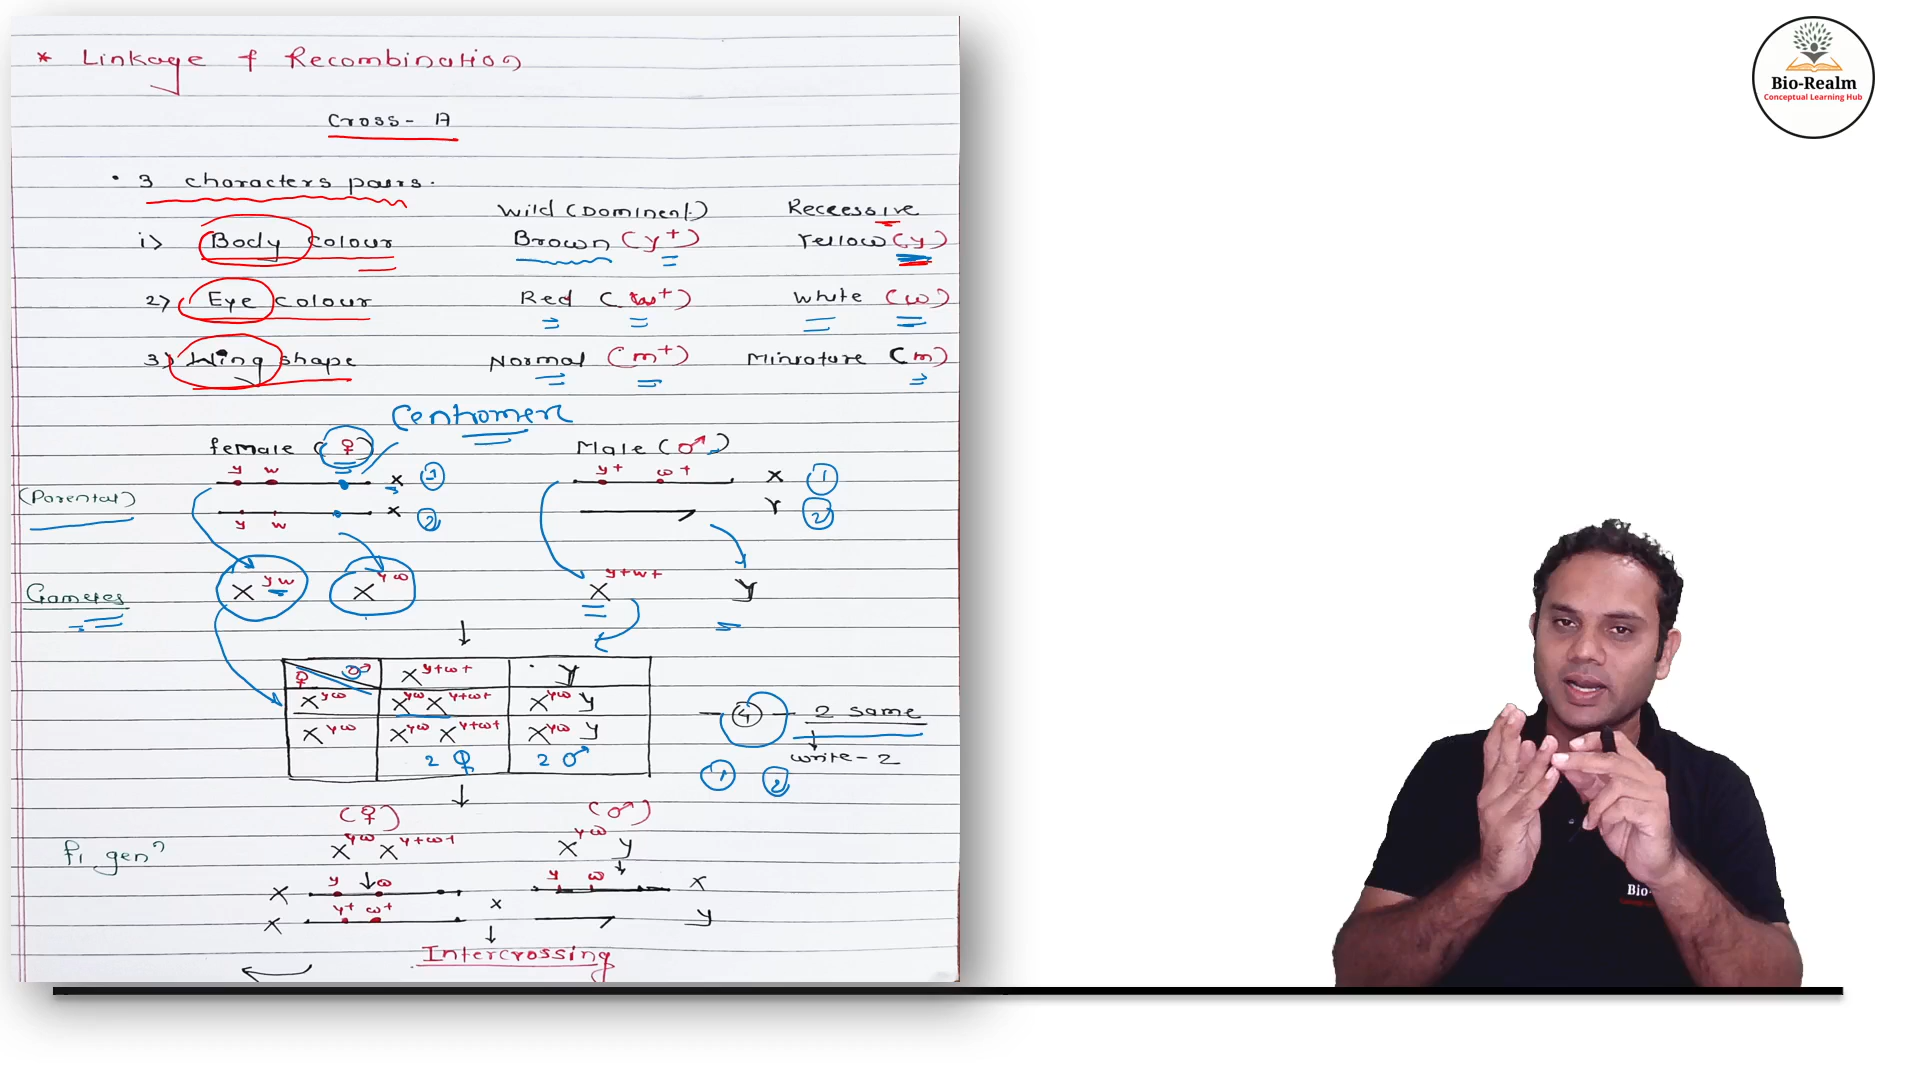 * Linkage & Recombination
Cross- A
• 3 characters pairs.
Wild (Dominent.) Recessive
i) Body colour Brown (y+) Yellow (y)
2) Eye colour Red (w+) White (w)
3) Wing shape Normal (m+) Miniature (m)
Centromere
female (♀) Male (♂)
y w x 1 y+ w+ X 1
(Parental)
y w x 2 Y 2
Gametes X yw X yw X y+w+ y
♀ ♂ X y+w+ y
X yw X yw X y+w+ X yw y
X yw X yw X y+w+ X yw y
2 ♀ 2 ♂
4 - 2 same
write - 2
1 2
(♀) (♂)
F1 gen? X yw X y+w+ X yw y
X y w y w X
X y+ w+ x y
Intercrossing
Bio-Realm
Conceptual Learning Hub
Bio-